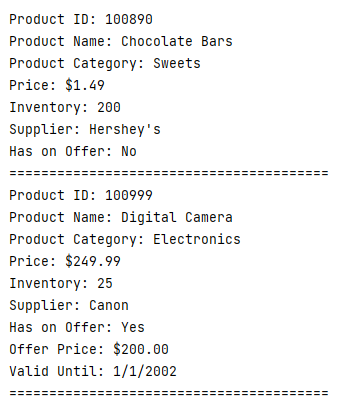 Product ID: 100890
Product Name: Chocolate Bars
Product Category: Sweets
Price: $1.49
Inventory: 200
Supplier: Hershey's
Has on Offer: No
========================================
Product ID: 100999
Product Name: Digital Camera
Product Category: Electronics
Price: $249.99
Inventory: 25
Supplier: Canon
Has on Offer: Yes
Offer Price: $200.00
Valid Until: 1/1/2002
========================================